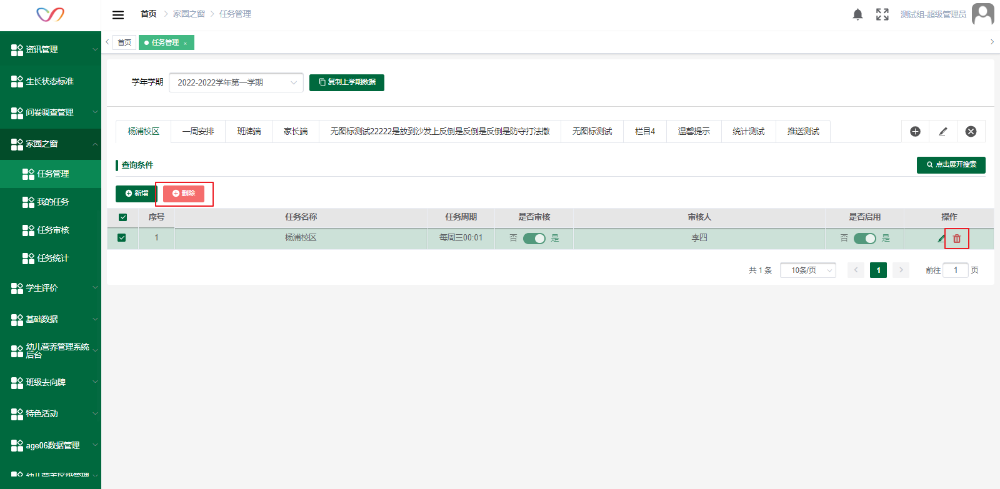 首页
家园之窗
任务管理
测试组-超级管理员
首页
任务管理 ×
资讯管理
生长状态标准
问卷调查管理
家园之窗
任务管理
我的任务
任务审核
任务统计
学生评价
基础数据
幼儿营养管理系统
后台
班级去向牌
特色活动
age06数据管理
幼儿营养区级管理
学年学期
2022-2022学年第一学期
复制上学期数据
杨浦校区
一周安排
班牌端
家长端
无图标测试22222是放到沙发上反倒是反倒是反倒是防守打法撒
无图标测试
栏目4
温馨提示
统计测试
推送测试
查询条件
点击展开搜索
新增
删除
序号
任务名称
任务周期
是否审核
审核人
是否启用
操作
1
杨浦校区
每周三00:01
否
是
李四
否
是
共 1 条
10条/页
1
前往
1
页